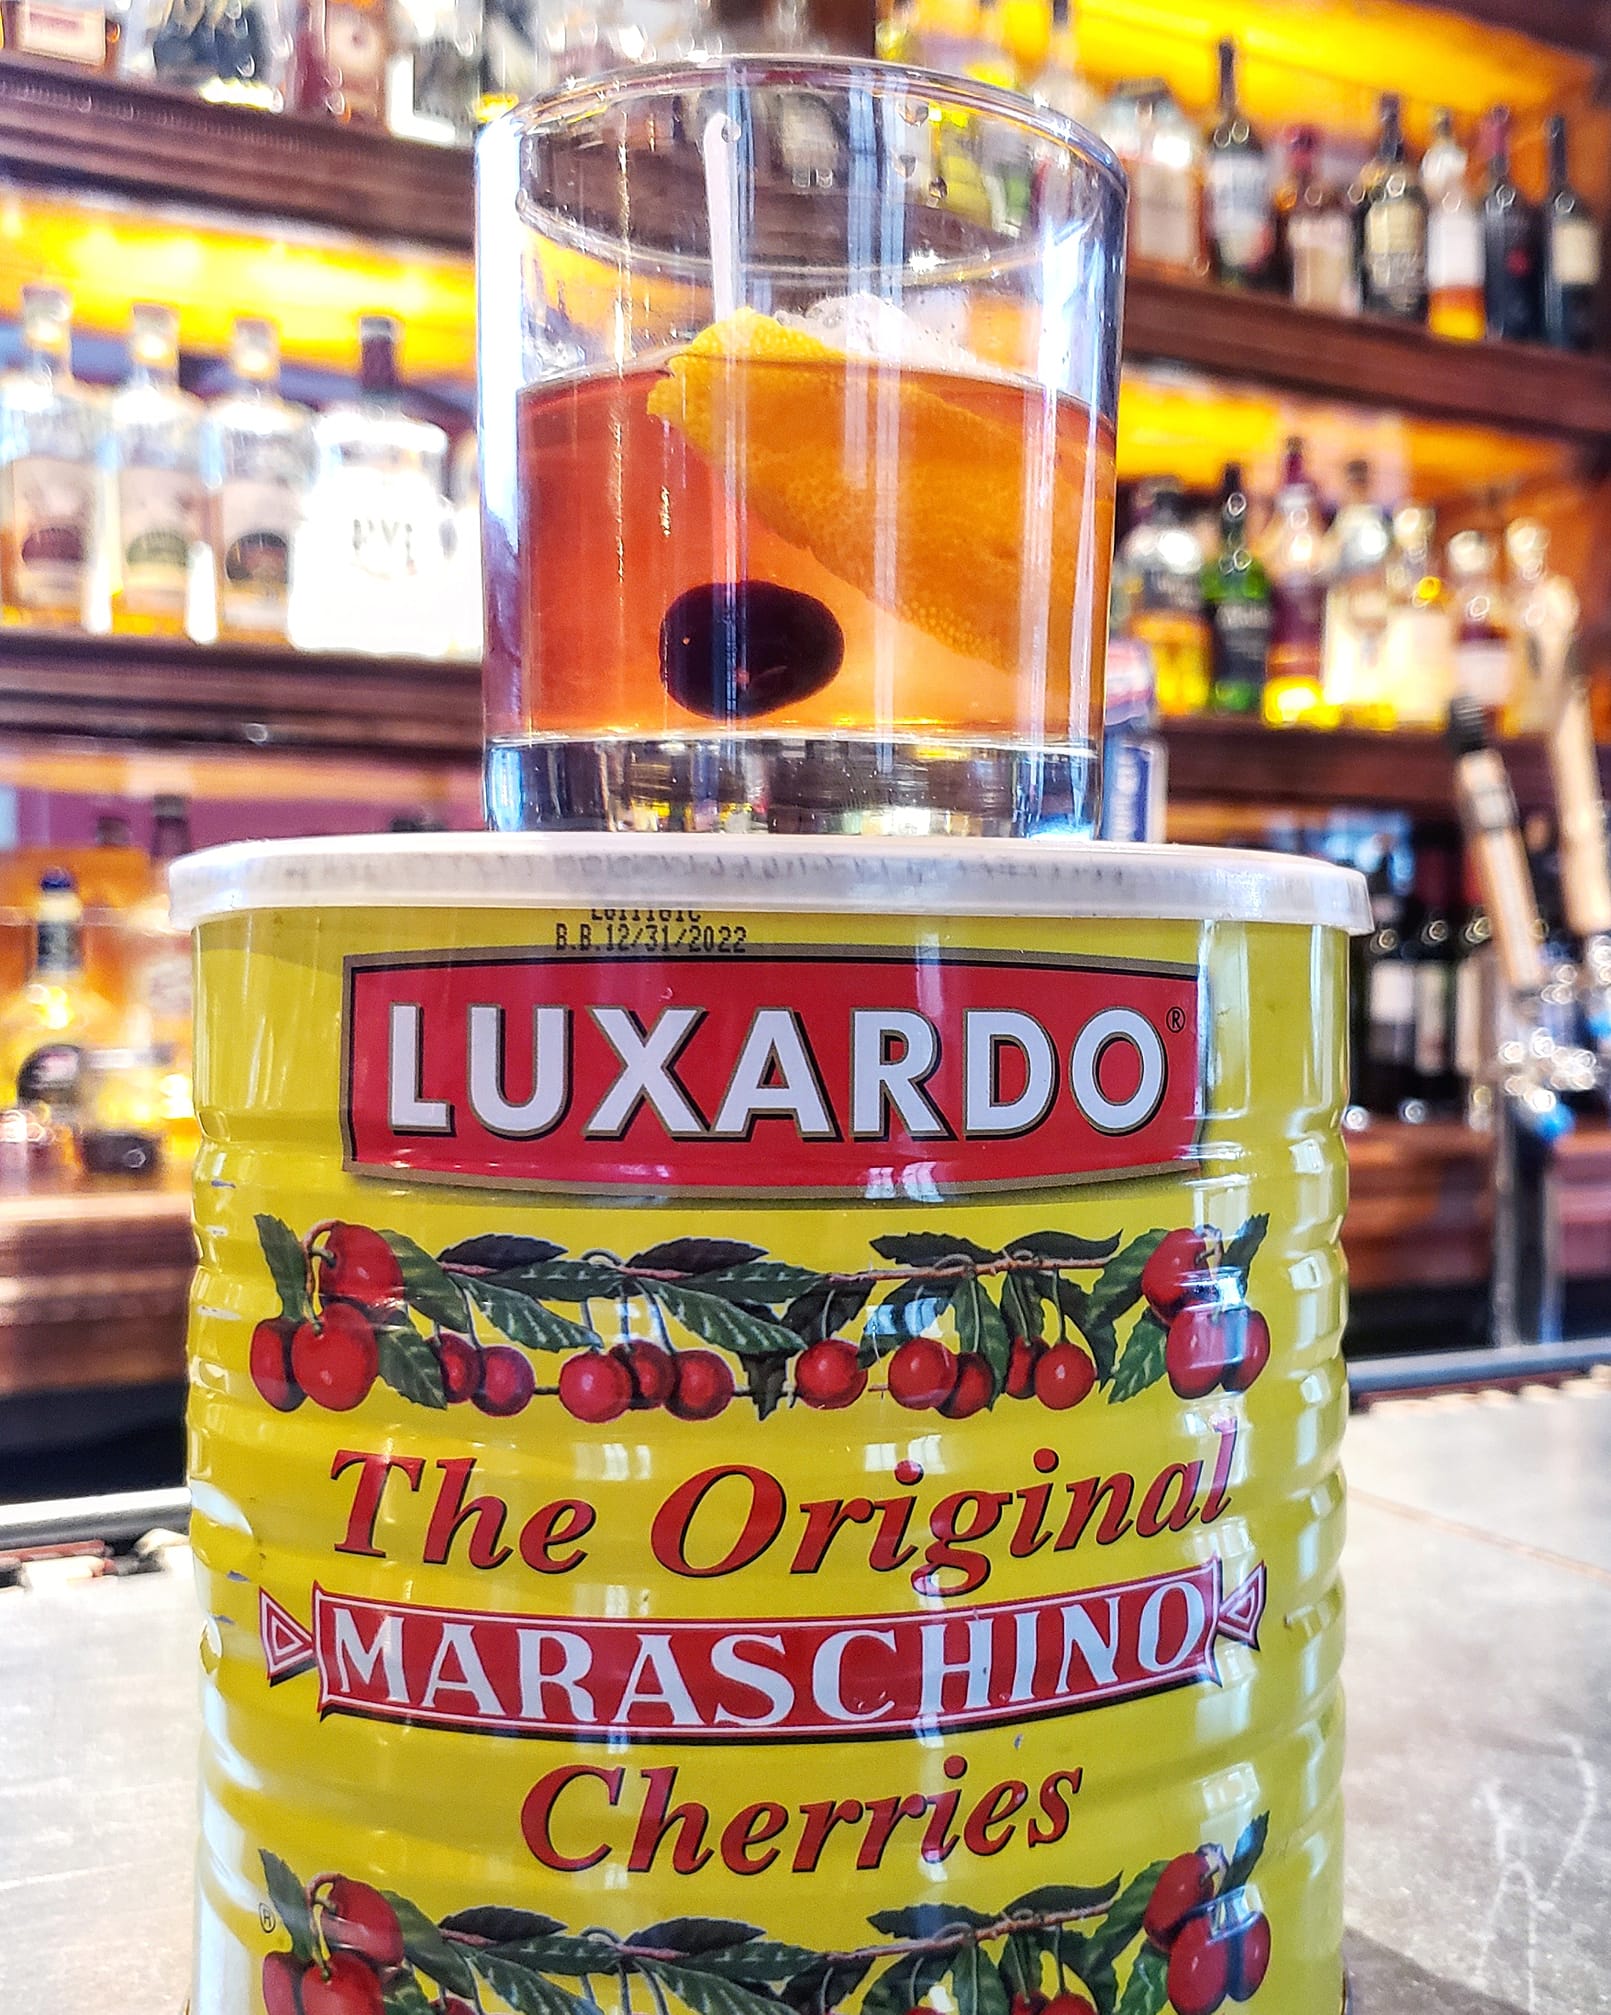 B.B.12/31/2022
LUXARDO®
The Original
MARASCHINO
Cherries
®